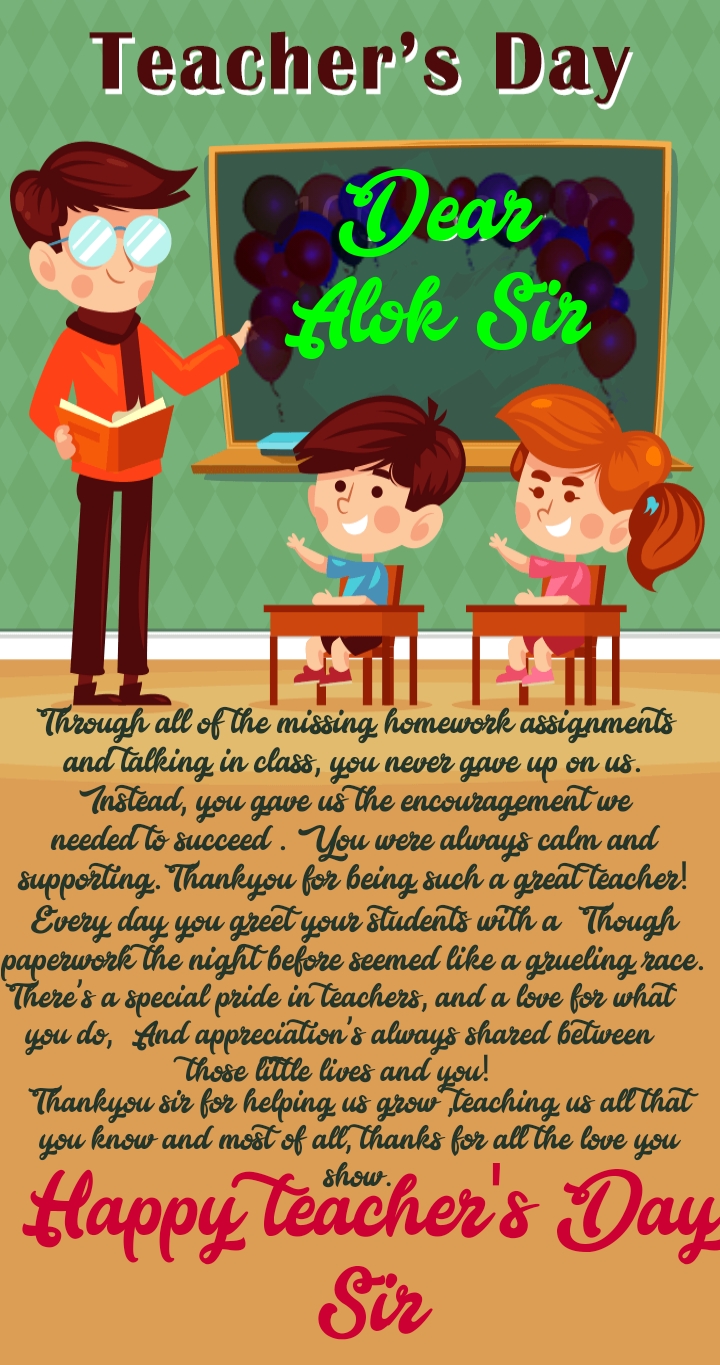 Teacher's Day
Dear
Alok Sir
Through all of the missing homework assignments
and talking in class, you never gave up on us.
Instead, you gave us the encouragement we
needed to succeed . You were always calm and
supporting. Thankyou for being such a great teacher!
Every day you greet your students with a Though
paperwork the night before seemed like a grueling race.
There's a special pride in teachers, and a love for what
you do, And appreciation's always shared between
those little lives and you!
Thankyou sir for helping us grow ,teaching us all that
you know and most of all, thanks for all the love you
show.
Happy teacher's Day
Sir